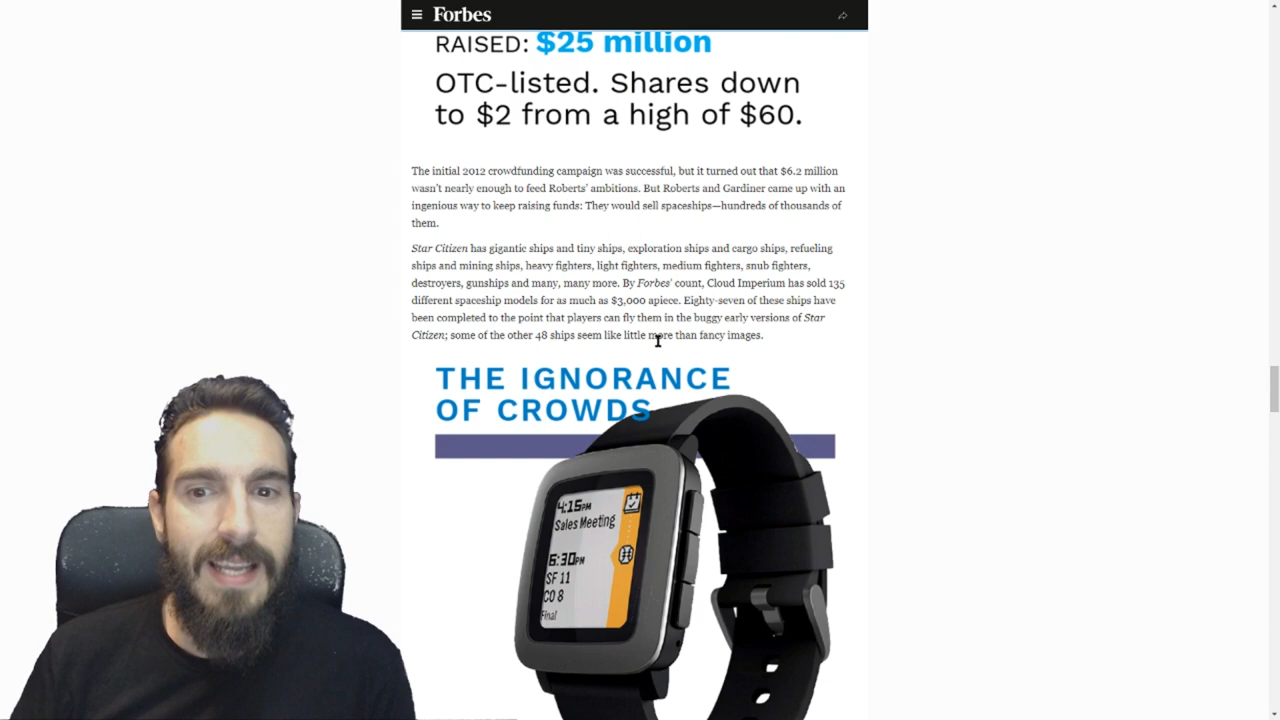 Forbes
RAISED: $25 million
OTC-listed. Shares down
to $2 from a high of $60.
The initial 2012 crowdfunding campaign was successful, but it turned out that $6.2 million
wasn't nearly enough to feed Roberts' ambitions. But Roberts and Gardiner came up with an
ingenious way to keep raising funds: They would sell spaceships—hundreds of thousands of
them.
Star Citizen has gigantic ships and tiny ships, exploration ships and cargo ships, refueling
ships and mining ships, heavy fighters, light fighters, medium fighters, snub fighters,
destroyers, gunships and many, many more. By Forbes' count, Cloud Imperium has sold 135
different spaceship models for as much as $3,000 apiece. Eighty-seven of these ships have
been completed to the point that players can fly them in the buggy early versions of Star
Citizen; some of the other 48 ships seem like little more than fancy images.
THE IGNORANCE
OF CROWDS
4:15PM
Sales Meeting
6:30PM
SF 11
CO 8
Final